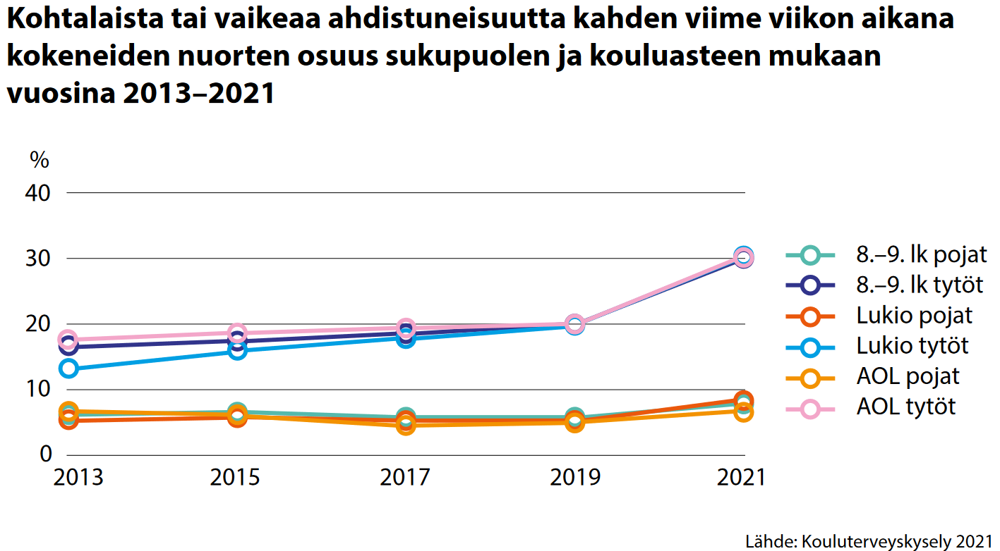 Kohtalaista tai vaikeaa ahdistuneisuutta kahden viime viikon aikana
kokeneiden nuorten osuus sukupuolen ja kouluasteen mukaan
vuosina 2013–2021
%
40
30
20
10
0
2013 2015 2017 2019 2021
8.–9. lk pojat
8.–9. lk tytöt
Lukio pojat
Lukio tytöt
AOL pojat
AOL tytöt
Lähde: Kouluterveyskysely 2021